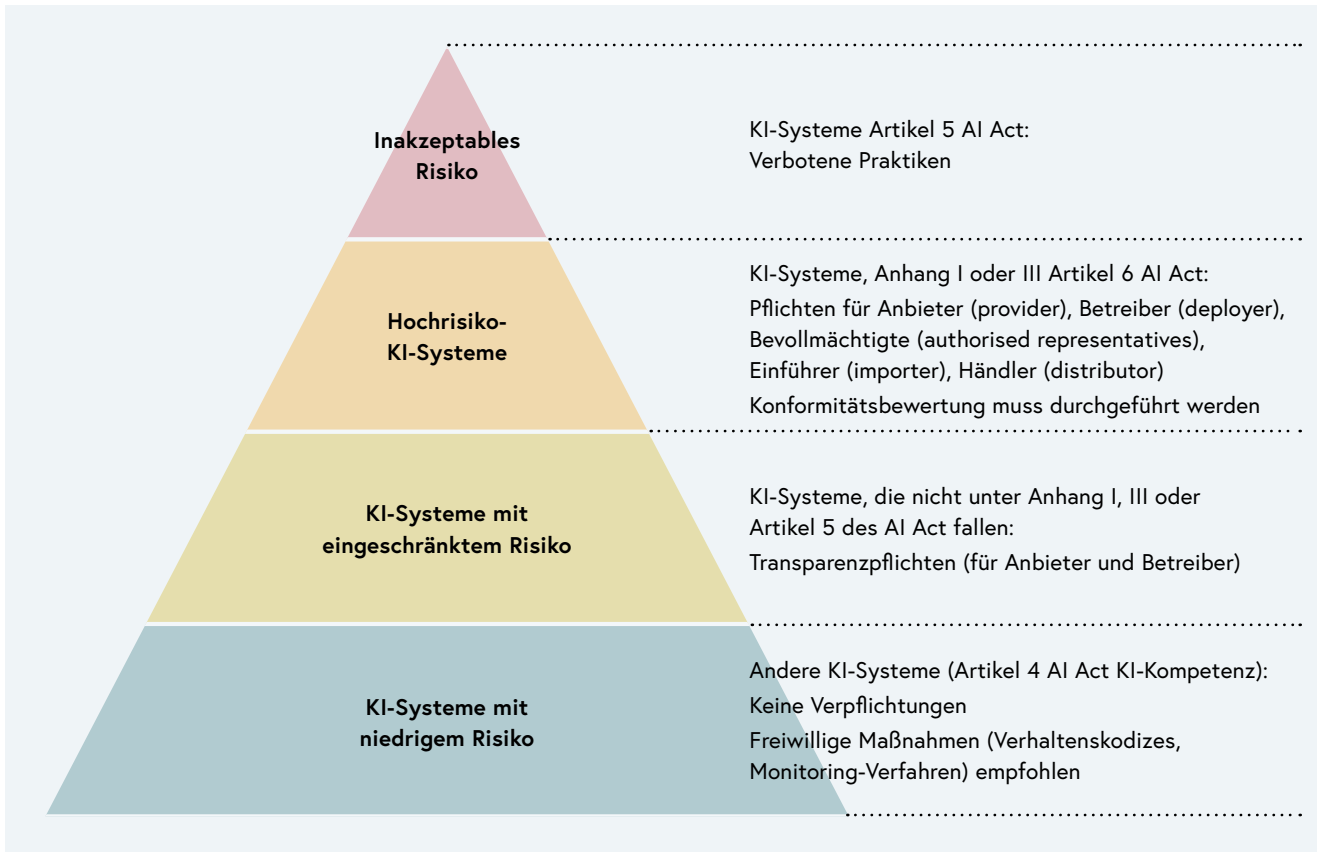 Inakzeptables
Risiko
KI-Systeme Artikel 5 AI Act:
Verbotene Praktiken
Hochrisiko-
KI-Systeme
KI-Systeme, Anhang I oder III Artikel 6 AI Act:
Pflichten für Anbieter (provider), Betreiber (deployer),
Bevollmächtigte (authorised representatives),
Einführer (importer), Händler (distributor)
Konformitätsbewertung muss durchgeführt werden
KI-Systeme mit
eingeschränktem Risiko
KI-Systeme, die nicht unter Anhang I, III oder
Artikel 5 des AI Act fallen:
Transparenzpflichten (für Anbieter und Betreiber)
KI-Systeme mit
niedrigem Risiko
Andere KI-Systeme (Artikel 4 AI Act KI-Kompetenz):
Keine Verpflichtungen
Freiwillige Maßnahmen (Verhaltenskodizes,
Monitoring-Verfahren) empfohlen